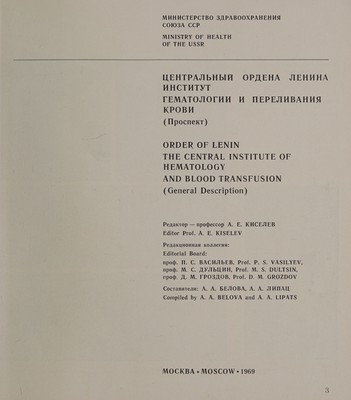 МИНИСТЕРСТВО ЗДРАВООХРАНЕНИЯ
СОЮЗА ССР
MINISTRY OF HEALTH
OF THE USSR
ЦЕНТРАЛЬНЫЙ ОРДЕНА ЛЕНИНА
ИНСТИТУТ
ГЕМАТОЛОГИИ И ПЕРЕЛИВАНИЯ
КРОВИ
(Проспект)
ORDER OF LENIN
THE CENTRAL INSTITUTE OF
HEMATOLOGY
AND BLOOD TRANSFUSION
(General Description)
Редактор — профессор А. Е. КИСЕЛЕВ
Editor Prof. A. E. KISELEV
Редакционная коллегия:
Editorial Board:
проф. П. С. ВАСИЛЬЕВ, Prof. P. S. VASILYEV,
проф. М. С. ДУЛЬЦИН, Prof. M. S. DULTSIN,
проф. Д. М. ГРОЗДОВ, Prof. D. M. GROZDOV
Составители: А. А. БЕЛОВА, А. А. ЛИПАЦ
Compiled by A. A. BELOVA and A. A. LIPATS
МОСКВА • MOSCOW • 1969
3